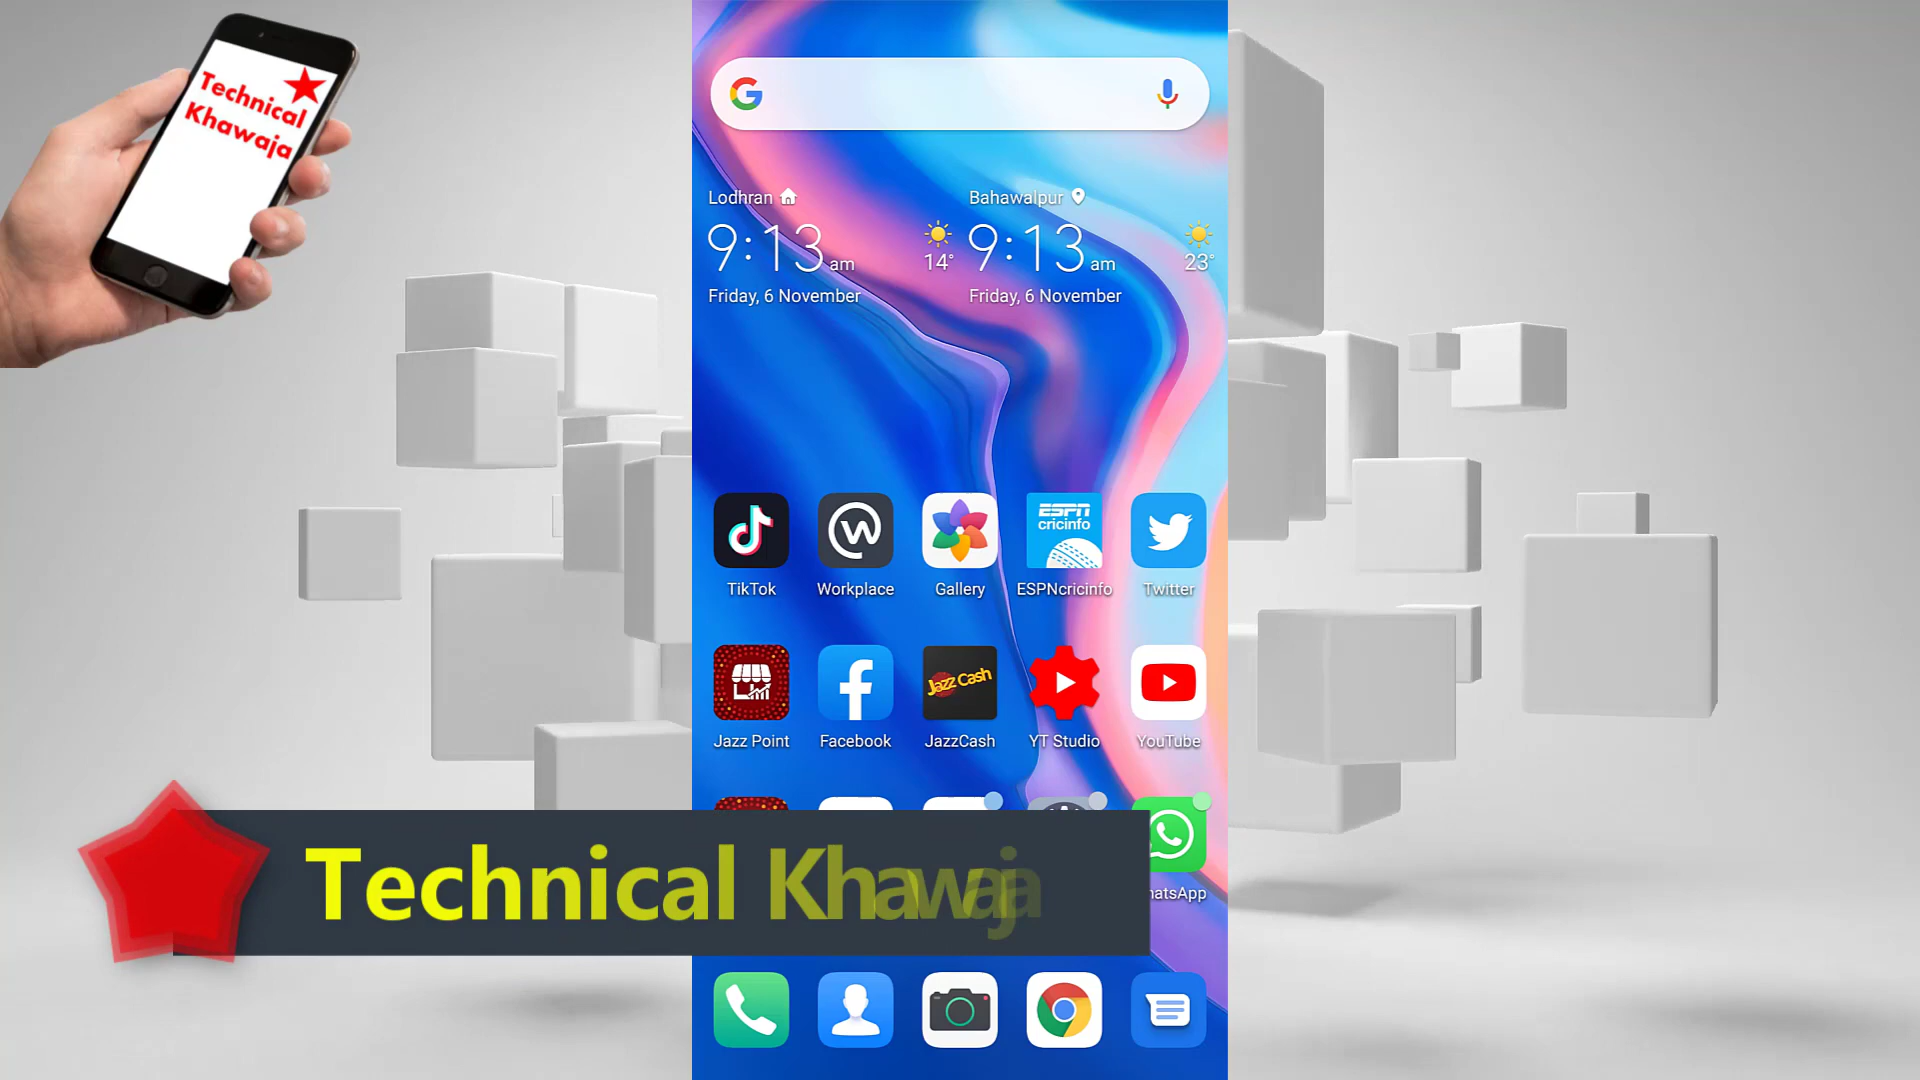 Technical
Khawaja
Lodhran
Bahawalpur
9:13 am
14°
9:13 am
23°
Friday, 6 November
Friday, 6 November
ESPN
cricinfo
TikTok
Workplace
Gallery
ESPNcricinfo
Twitter
Jazz Cash
Jazz Point
Facebook
JazzCash
YT Studio
YouTube
Technical Khawaja
hatsApp